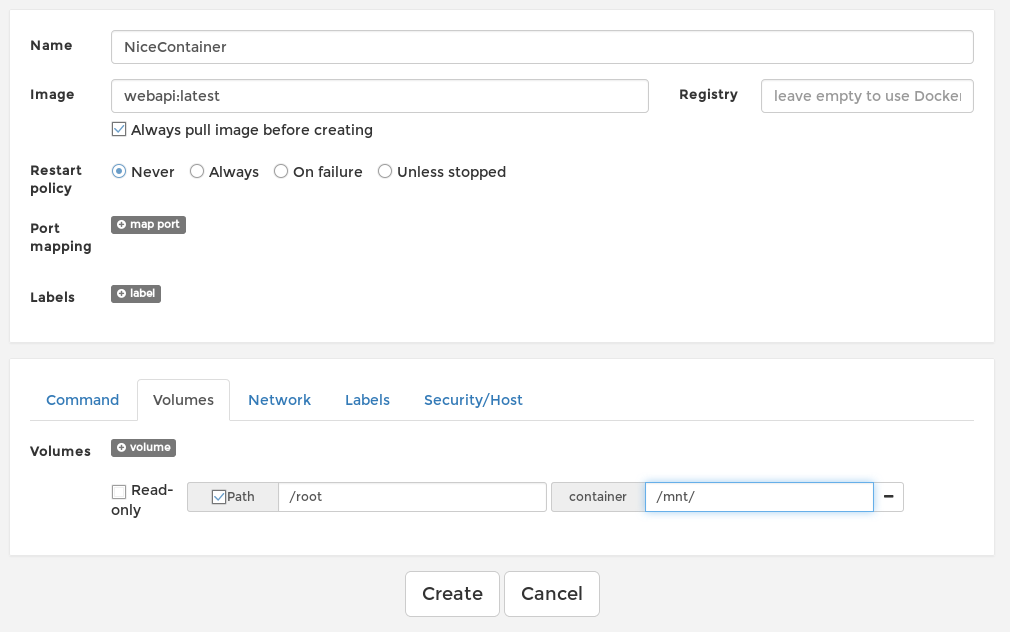 Name NiceContainer
Image webapi:latest Registry leave empty to use Docker
Always pull image before creating
Restart policy Never Always On failure Unless stopped
Port mapping map port
Labels label
Command Volumes Network Labels Security/Host
Volumes volume
Read-only Path /root container /mnt/
Create Cancel